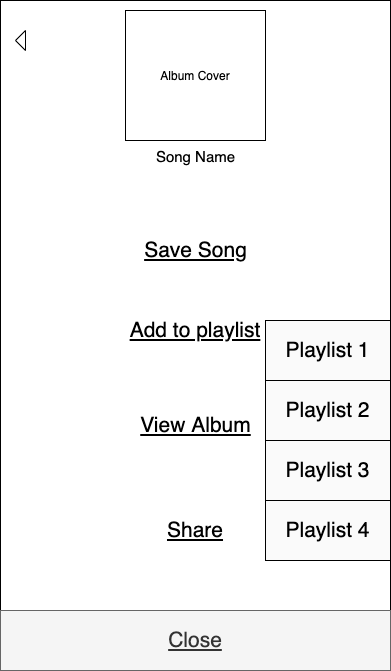 Album Cover
Song Name
Save Song
Add to playlist
Playlist 1
Playlist 2
View Album
Playlist 3
Share
Playlist 4
Close